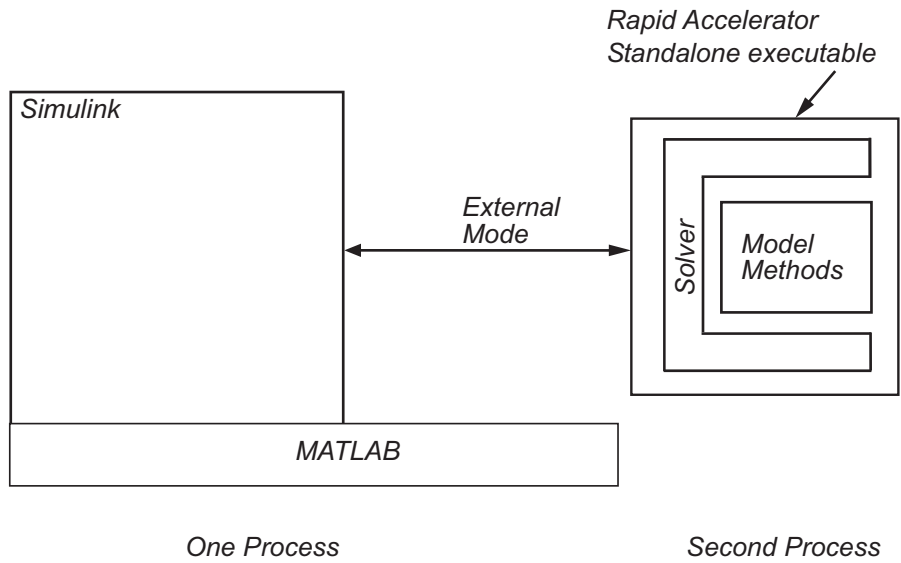 Rapid Accelerator
Standalone executable
Simulink
External
Mode
Solver
Model
Methods
MATLAB
One Process
Second Process